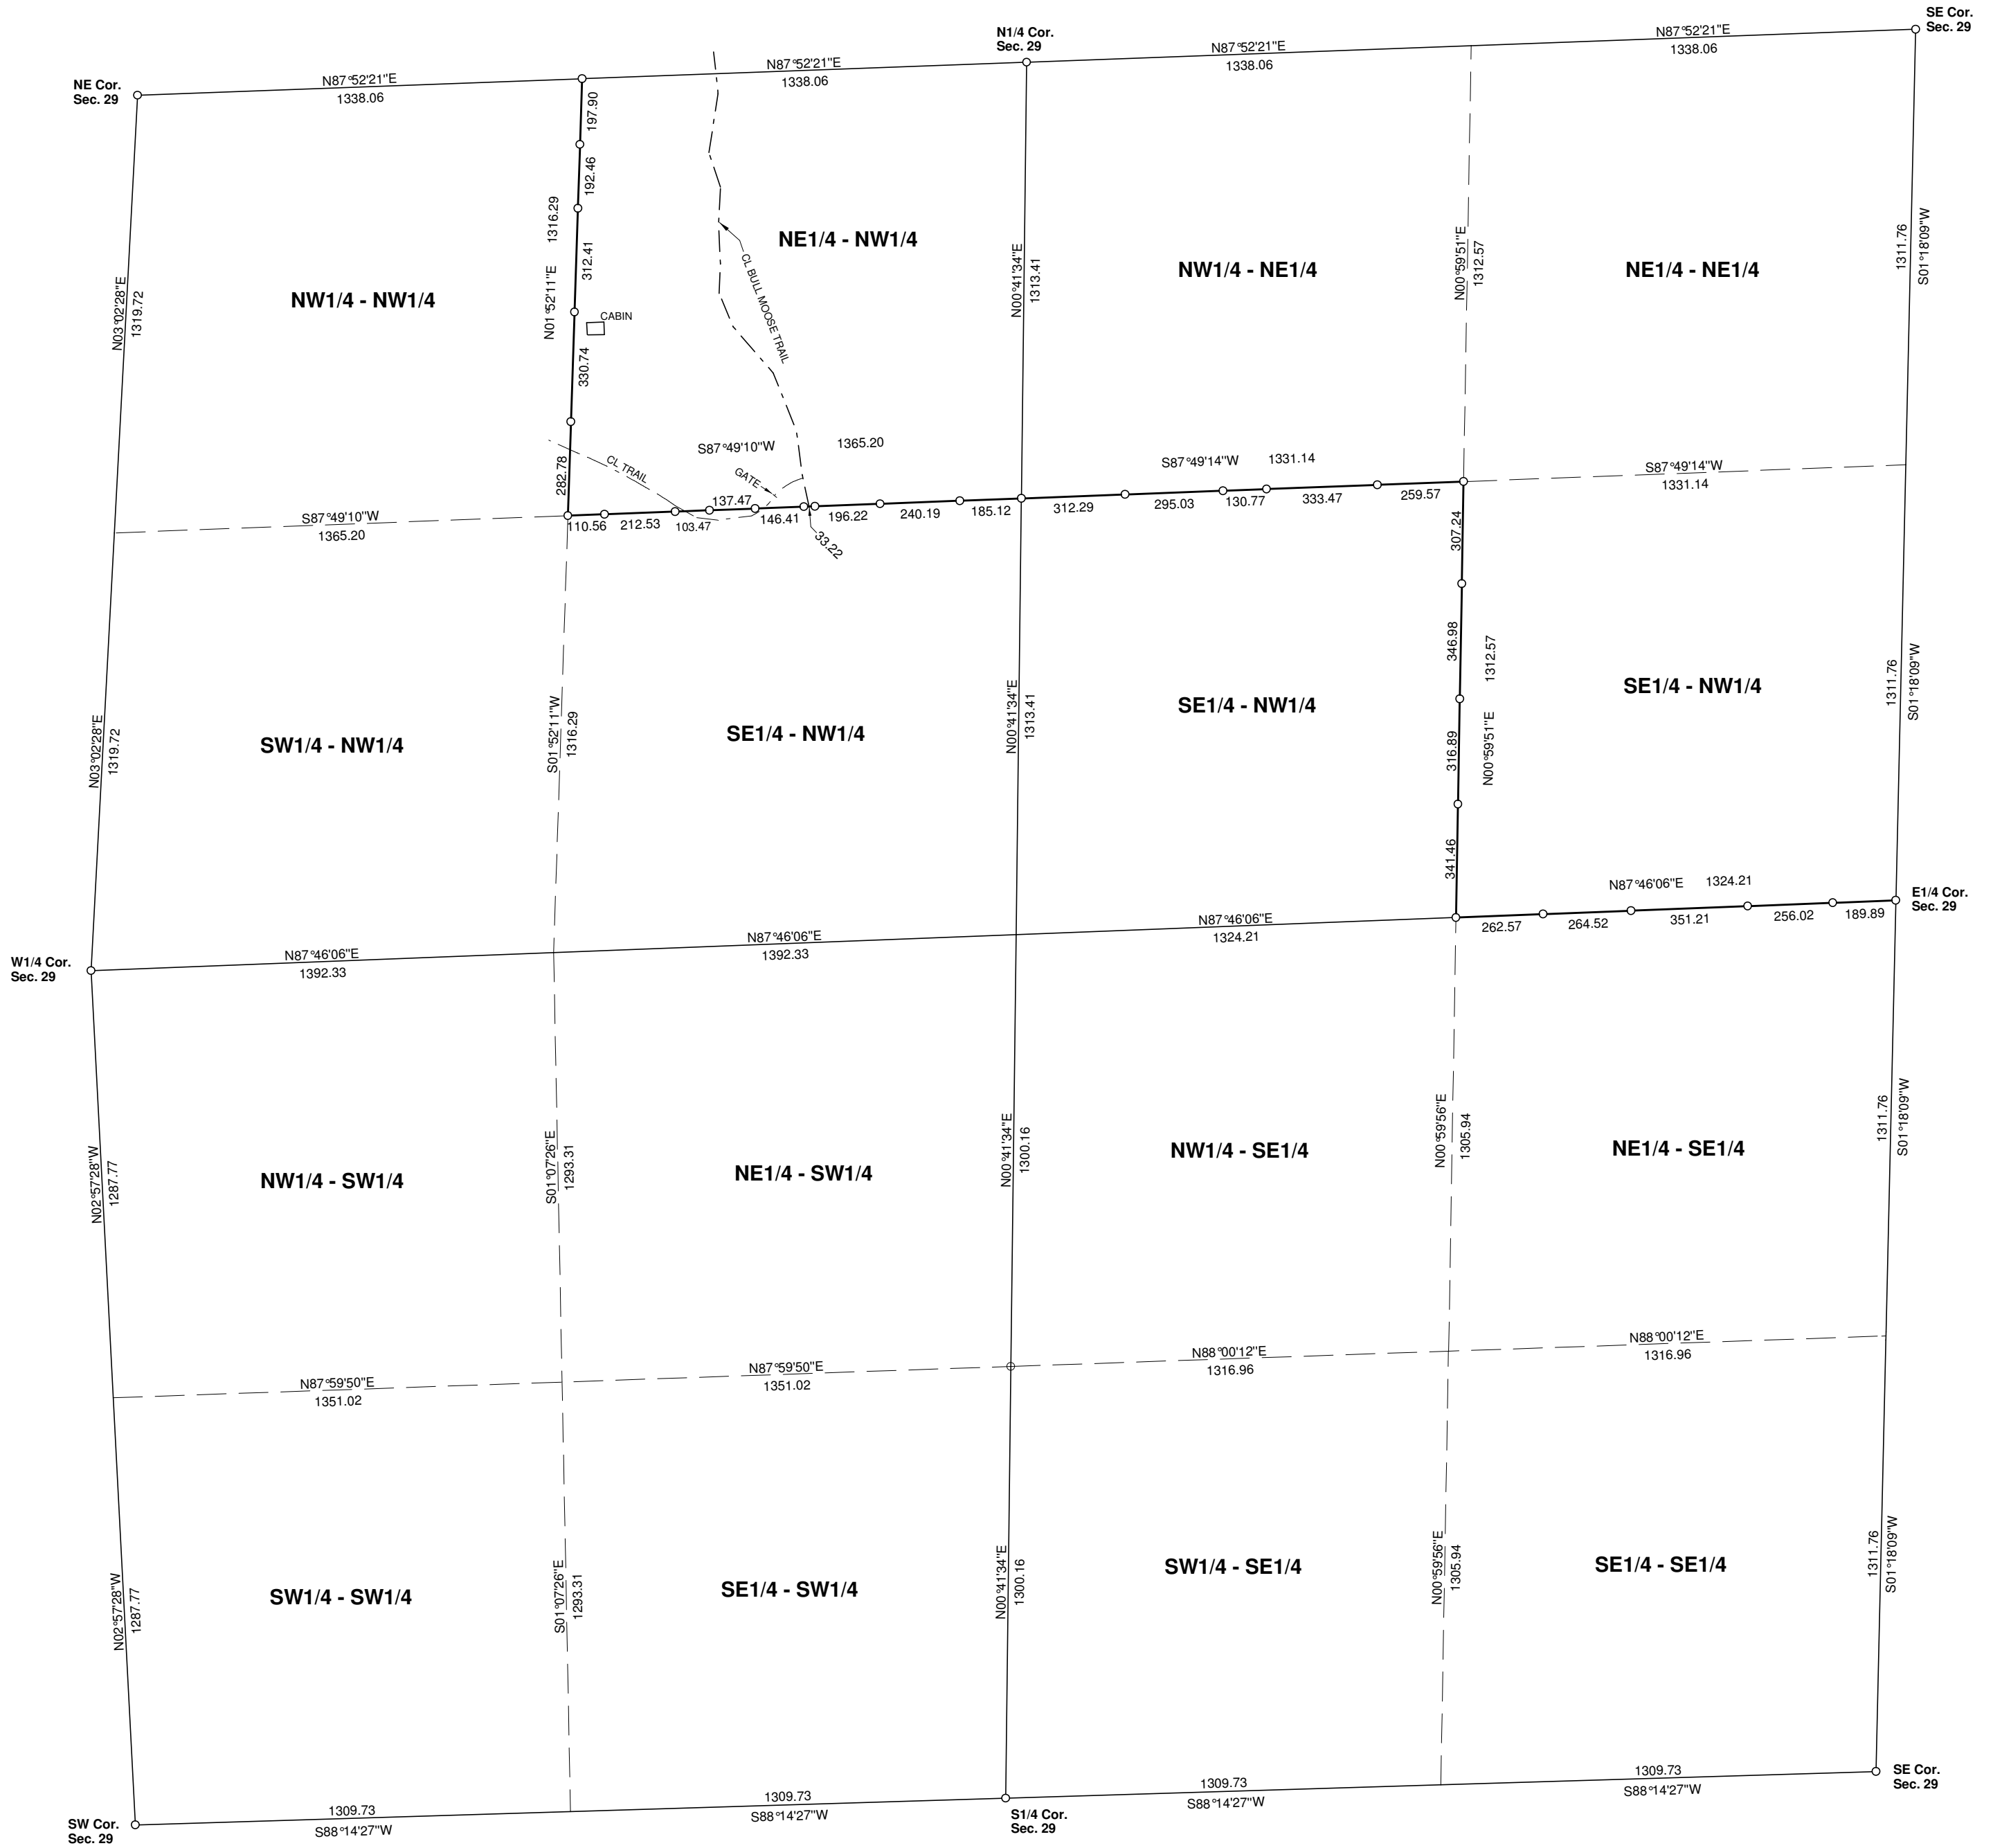 SE Cor.
Sec. 29
N1/4 Cor.
Sec. 29
N87°52'21"E
1338.06
N87°52'21"E
1338.06
N87°52'21"E
1338.06
N87°52'21"E
1338.06
NE Cor.
Sec. 29
197.90
192.46
1316.29
312.41
N01°52'11"E
330.74
282.78
CABIN
NW1/4 - NW1/4
NE1/4 - NW1/4
NW1/4 - NE1/4
NE1/4 - NE1/4
CL BULL MOOSE TRAIL
N03°02'28"E
1319.72
N00°41'34"E
1313.41
N00°59'51"E
1312.57
1311.76
S01°18'09"W
S87°49'10"W
1365.20
CL TRAIL
GATE
S87°49'10"W
1365.20
S87°49'14"W
1331.14
S87°49'14"W
1331.14
110.56
212.53
103.47
137.47
146.41
33.22
196.22
240.19
185.12
312.29
295.03
130.77
333.47
259.57
307.24
346.98
1312.57
316.89
N00°59'51"E
341.46
SW1/4 - NW1/4
SE1/4 - NW1/4
SE1/4 - NW1/4
SE1/4 - NW1/4
N03°02'28"E
1319.72
S01°52'11"W
1316.29
N00°41'34"E
1313.41
1311.76
S01°18'09"W
N87°46'06"E
1324.21
262.57
264.52
351.21
256.02
189.89
E1/4 Cor.
Sec. 29
W1/4 Cor.
Sec. 29
N87°46'06"E
1392.33
N87°46'06"E
1392.33
N87°46'06"E
1324.21
N02°57'28"W
1287.77
NW1/4 - SW1/4
S01°07'26"E
1293.31
NE1/4 - SW1/4
N00°41'34"E
1300.16
NW1/4 - SE1/4
N00°59'56"E
1305.94
NE1/4 - SE1/4
1311.76
S01°18'09"W
N87°59'50"E
1351.02
N87°59'50"E
1351.02
N88°00'12"E
1316.96
N88°00'12"E
1316.96
N02°57'28"W
1287.77
SW1/4 - SW1/4
S01°07'26"E
1293.31
SE1/4 - SW1/4
N00°41'34"E
1300.16
SW1/4 - SE1/4
N00°59'56"E
1305.94
SE1/4 - SE1/4
1311.76
S01°18'09"W
SW Cor.
Sec. 29
1309.73
S88°14'27"W
1309.73
S88°14'27"W
S1/4 Cor.
Sec. 29
1309.73
S88°14'27"W
1309.73
S88°14'27"W
SE Cor.
Sec. 29